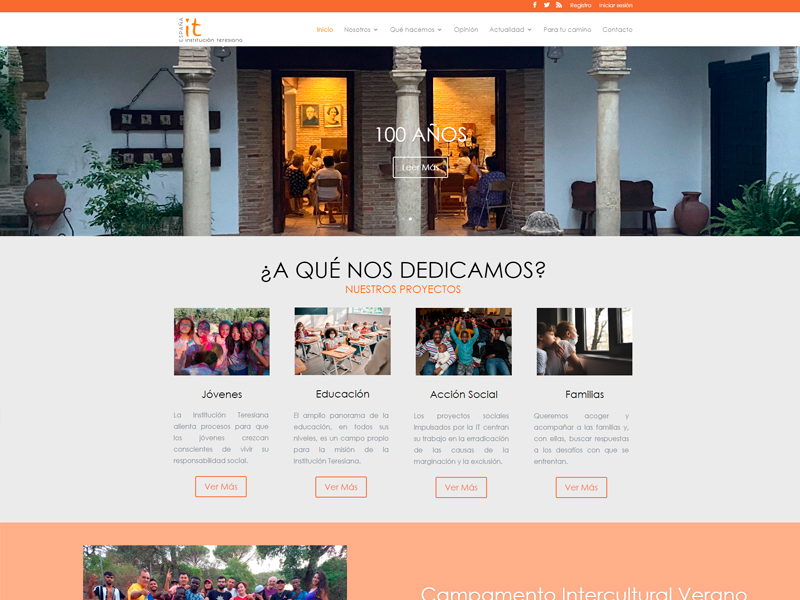 Registro Iniciar sesión
ESPAÑA
it
institución teresiana
Inicio Nosotros Qué hacemos Opinión Actualidad Para tu camino Contacto
100 AÑOS
Leer Más
¿A QUÉ NOS DEDICAMOS?
NUESTROS PROYECTOS
Jóvenes
La Institución Teresiana
alienta procesos para que
los jóvenes crezcan
conscientes de vivir su
responsabilidad social.
Ver Más
Educación
El amplio panorama de la
educación, en todos sus
niveles, es un campo propio
para la misión de la
Institución Teresiana.
Ver Más
Acción Social
Los proyectos sociales
impulsados por la IT centran
su trabajo en la erradicación
de las causas de la
marginación y la exclusión.
Ver Más
Familias
Queremos acoger y
acompañar a las familias y,
con ellas, buscar respuestas
a los desafíos con que se
enfrentan.
Ver Más
Campamento Intercultural Verano